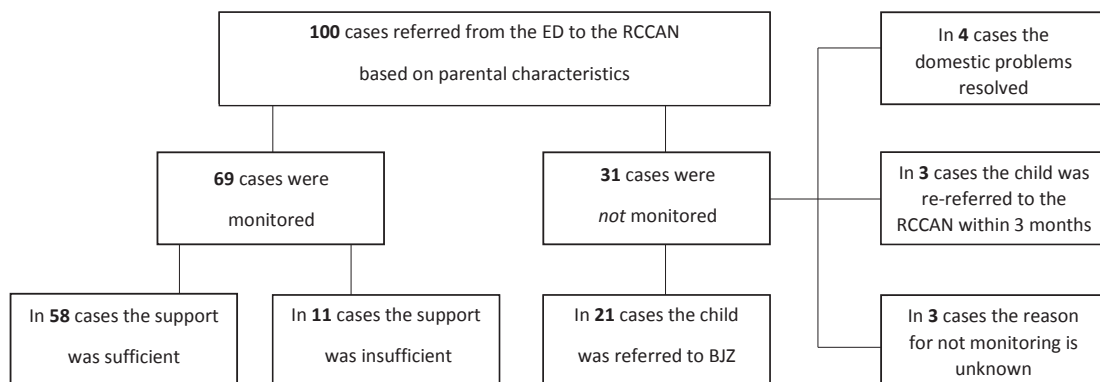 100 cases referred from the ED to the RCCAN
based on parental characteristics
In 4 cases the
domestic problems
resolved
69 cases were
monitored
31 cases were
not monitored
In 3 cases the child was
re-referred to the
RCCAN within 3 months
In 58 cases the support
was sufficient
In 11 cases the support
was insufficient
In 21 cases the child
was referred to BJZ
In 3 cases the reason
for not monitoring is
unknown